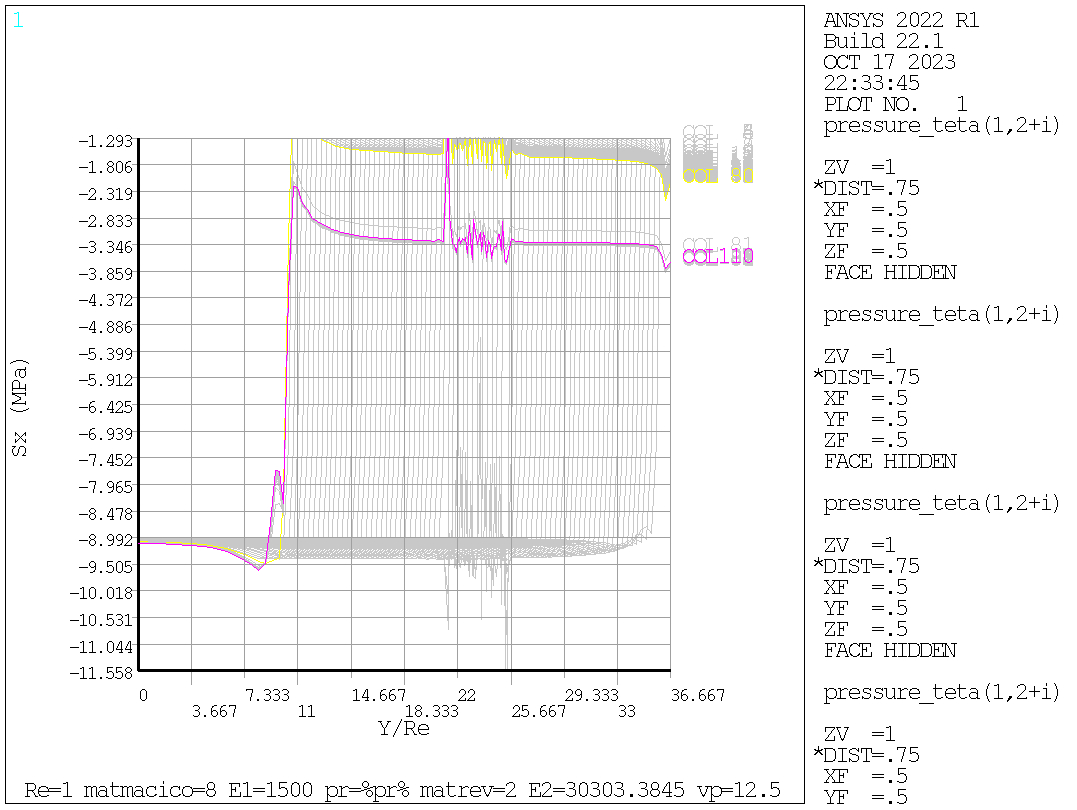 1
ANSYS 2022 R1
Build 22.1
OCT 17 2023
22:33:45
PLOT NO. 1
pressure_teta(1,2+i)
ZV =1
*DIST=.75
XF =.5
YF =.5
ZF =.5
FACE HIDDEN
pressure_teta(1,2+i)
ZV =1
*DIST=.75
XF =.5
YF =.5
ZF =.5
FACE HIDDEN
pressure_teta(1,2+i)
ZV =1
*DIST=.75
XF =.5
YF =.5
ZF =.5
FACE HIDDEN
pressure_teta(1,2+i)
ZV =1
*DIST=.75
XF =.5
YF =.5
-1.293
-1.806
-2.319
-2.833
-3.346
-3.859
-4.372
-4.886
-5.399
-5.912
-6.425
-6.939
-7.452
-7.965
-8.478
-8.992
-9.505
-10.018
-10.531
-11.044
-11.558
Sx (MPa)
COL
COL 81
COL110
0
3.667
7.333
11
14.667
18.333
22
25.667
29.333
33
36.667
Y/Re
Re=1 matmacico=8 E1=1500 pr=%pr% matrev=2 E2=30303.3845 vp=12.5